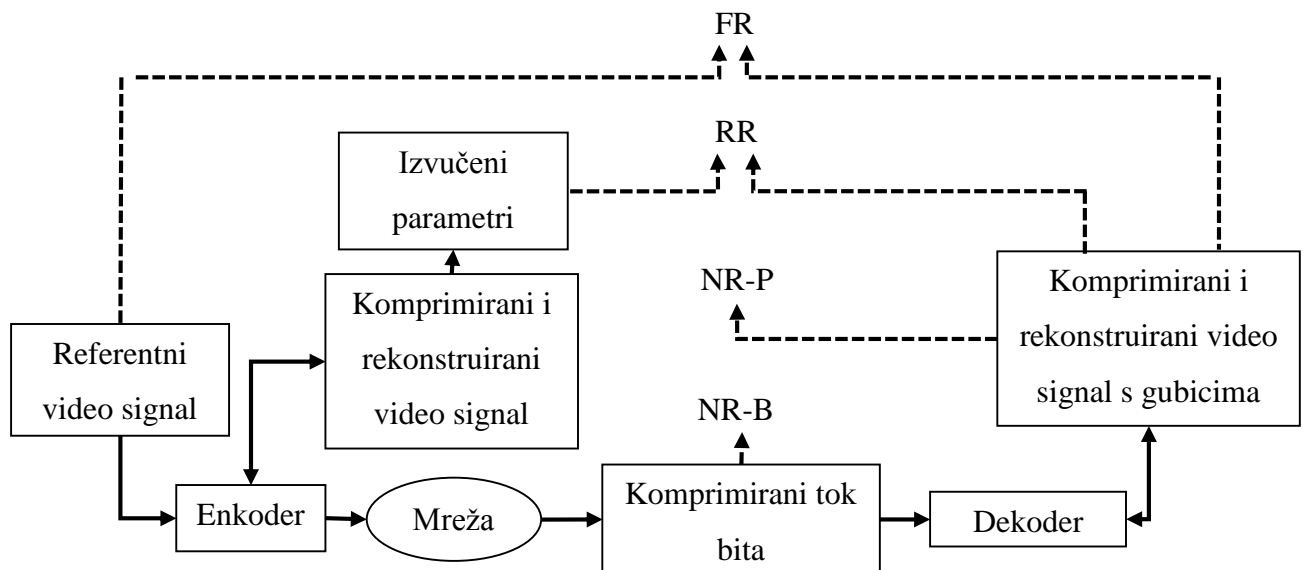 FR
RR
Izvučeni
parametri
NR-P
Komprimirani i
rekonstruirani video
signal s gubicima
Komprimirani i
rekonstruirani
video signal
Referentni
video signal
NR-B
Enkoder
Mreža
Komprimirani tok
bita
Dekoder